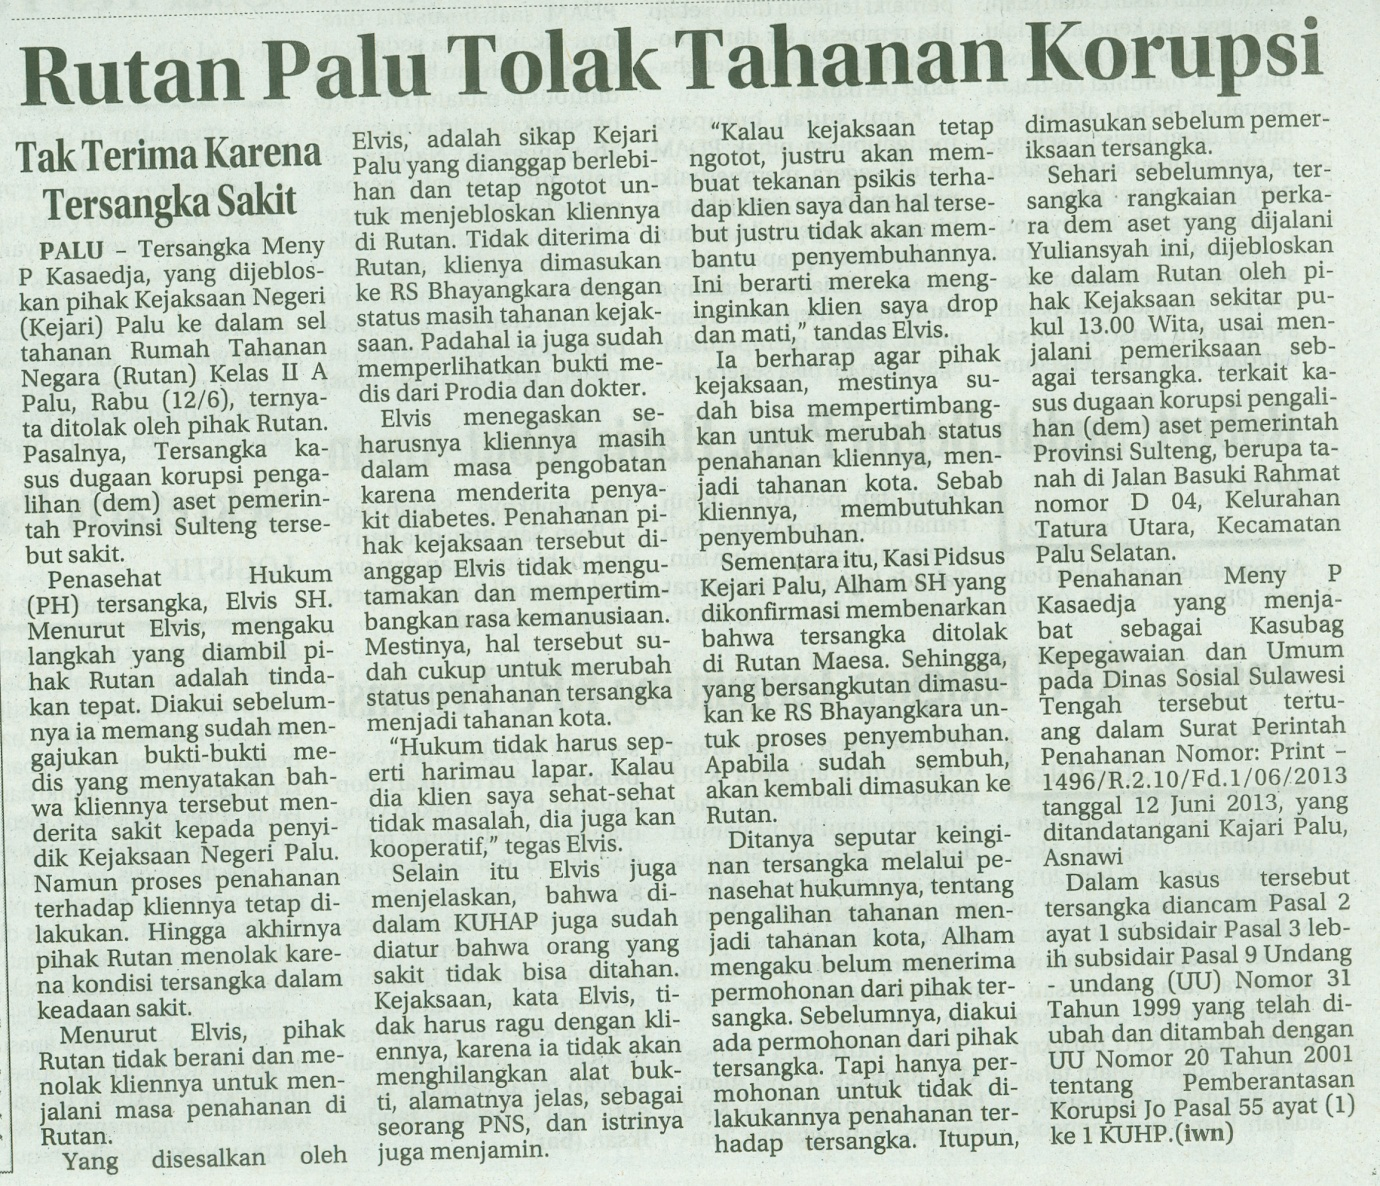 Rutan Palu Tolak Tahanan Korupsi
Tak Terima Karena
Tersangka Sakit
PALU – Tersangka Meny
P Kasaedja, yang dijeblos-
kan pihak Kejaksaan Negeri
(Kejari) Palu ke dalam sel
tahanan Rumah Tahanan
Negara (Rutan) Kelas II A
Palu, Rabu (12/6), ternya-
ta ditolak oleh pihak Rutan.
Pasalnya, Tersangka ka-
sus dugaan korupsi penga-
lihan (dem) aset pemerin-
tah Provinsi Sulteng terse-
but sakit.
Penasehat Hukum
(PH) tersangka, Elvis SH.
Menurut Elvis, mengaku
langkah yang diambil pi-
hak Rutan adalah tinda-
kan tepat. Diakui sebelum-
nya ia memang sudah men-
gajukan bukti-bukti me-
dis yang menyatakan bah-
wa kliennya tersebut men-
derita sakit kepada penyi-
dik Kejaksaan Negeri Palu.
Namun proses penahanan
terhadap kliennya tetap di-
lakukan. Hingga akhirnya
pihak Rutan menolak kare-
na kondisi tersangka dalam
keadaan sakit.
Menurut Elvis, pihak
Rutan tidak berani dan me-
nolak kliennya untuk men-
jalani masa penahanan di
Rutan.
Yang disesalkan oleh
Elvis, adalah sikap Kejari
Palu yang dianggap berlebi-
han dan tetap ngotot un-
tuk menjebloskan kliennya
di Rutan. Tidak diterima di
Rutan, klienya dimasukan
ke RS Bhayangkara dengan
status masih tahanan kejak-
saan. Padahal ia juga sudah
memperlihatkan bukti me-
dis dari Prodia dan dokter.
Elvis menegaskan se-
harusnya kliennya masih
dalam masa pengobatan
karena menderita penya-
kit diabetes. Penahanan pi-
hak kejaksaan tersebut di-
anggap Elvis tidak mengu-
tamakan dan mempertim-
bangkan rasa kemanusiaan.
Mestinya, hal tersebut su-
dah cukup untuk merubah
status penahanan tersangka
menjadi tahanan kota.
"Hukum tidak harus sep-
erti harimau lapar. Kalau
dia klien saya sehat-sehat
tidak masalah, dia juga kan
kooperatif," tegas Elvis.
Selain itu Elvis juga
menjelaskan, bahwa di-
dalam KUHAP juga sudah
diatur bahwa orang yang
sakit tidak bisa ditahan.
Kejaksaan, kata Elvis, ti-
dak harus ragu dengan kli-
ennya, karena ia tidak akan
menghilangkan alat buk-
ti, alamatnya jelas, sebagai
seorang PNS, dan istrinya
juga menjamin.
"Kalau kejaksaan tetap
ngotot, justru akan mem-
buat tekanan psikis terha-
dap klien saya dan hal terse-
but justru tidak akan mem-
bantu penyembuhannya.
Ini berarti mereka meng-
inginkan klien saya drop
dan mati," tandas Elvis.
Ia berharap agar pihak
kejaksaan, mestinya su-
dah bisa mempertimbang-
kan untuk merubah status
penahanan kliennya, men-
jadi tahanan kota. Sebab
kliennya, membutuhkan
penyembuhan.
Sementara itu, Kasi Pidsus
Kejari Palu, Alham SH yang
dikonfirmasi membenarkan
bahwa tersangka ditolak
di Rutan Maesa. Sehingga,
yang bersangkutan dimasu-
kan ke RS Bhayangkara un-
tuk proses penyembuhan.
Apabila sudah sembuh,
akan kembali dimasukan ke
Rutan.
Ditanya seputar keingi-
nan tersangka melalui pe-
nasehat hukumnya, tentang
pengalihan tahanan men-
jadi tahanan kota, Alham
mengaku belum menerima
permohonan dari pihak ter-
sangka. Sebelumnya, diakui
ada permohonan dari pihak
tersangka. Tapi hanya per-
mohonan untuk tidak di-
lakukannya penahanan ter-
hadap tersangka. Itupun,
dimasukan sebelum pemer-
iksaan tersangka.
Sehari sebelumnya, ter-
sangka rangkaian perka-
ra dem aset yang dijalani
Yuliansyah ini, dijebloskan
ke dalam Rutan oleh pi-
hak Kejaksaan sekitar pu-
kul 13.00 Wita, usai men-
jalani pemeriksaan seb-
agai tersangka. terkait ka-
sus dugaan korupsi pengali-
han (dem) aset pemerintah
Provinsi Sulteng, berupa ta-
nah di Jalan Basuki Rahmat
nomor D 04, Kelurahan
Tatura Utara, Kecamatan
Palu Selatan.
Penahanan Meny P
Kasaedja yang menja-
bat sebagai Kasubag
Kepegawaian dan Umum
pada Dinas Sosial Sulawesi
Tengah tersebut tertu-
ang dalam Surat Perintah
Penahanan Nomor: Print –
1496/R.2.10/Fd.1/06/2013
tanggal 12 Juni 2013, yang
ditandatangani Kajari Palu,
Asnawi
Dalam kasus tersebut
tersangka diancam Pasal 2
ayat 1 subsidair Pasal 3 leb-
ih subsidair Pasal 9 Undang
- undang (UU) Nomor 31
Tahun 1999 yang telah di-
ubah dan ditambah dengan
UU Nomor 20 Tahun 2001
tentang Pemberantasan
Korupsi Jo Pasal 55 ayat (1)
ke 1 KUHP.(iwn)